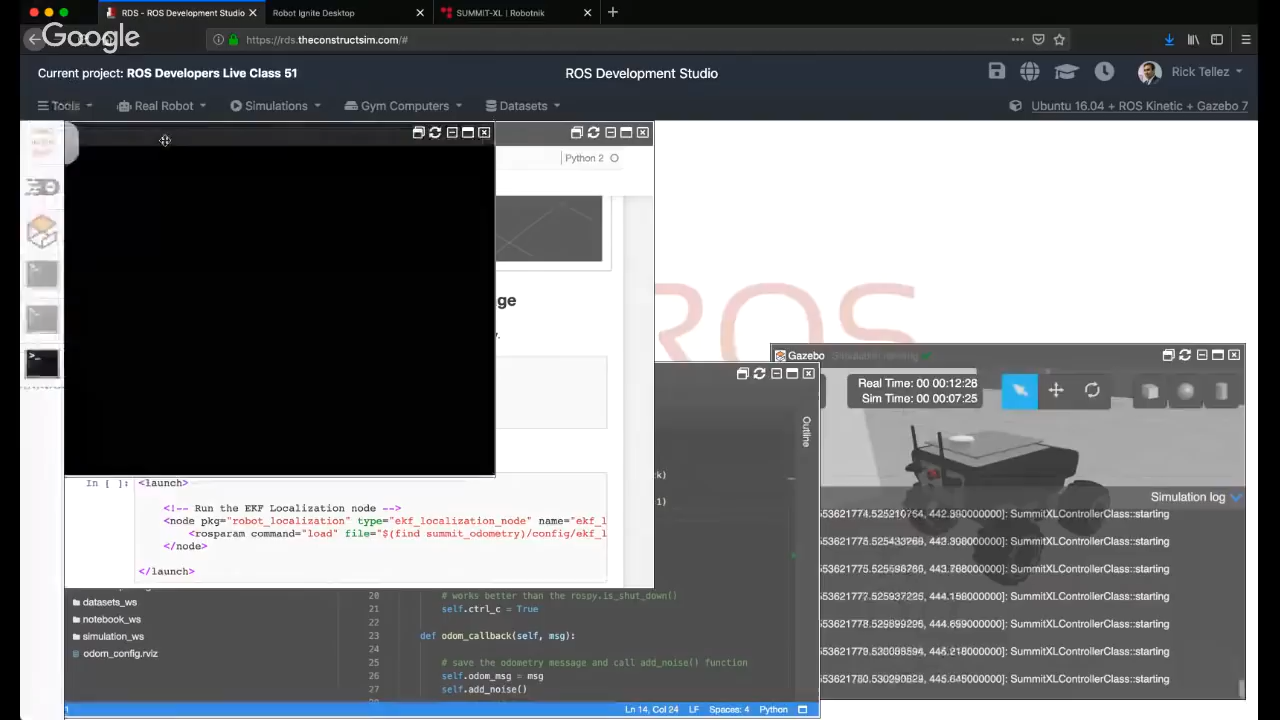 RDS - ROS Development Studio
Robot Ignite Desktop
SUMMIT-XL | Robotnik
Google
https://rds.theconstructsim.com/#
Current project: ROS Developers Live Class 51
ROS Development Studio
Rick Tellez
Tools
Real Robot
Simulations
Gym Computers
Datasets
Ubuntu 16.04 + ROS Kinetic + Gazebo 7
Python 2
ge
y.
ROS
Gazebo
Simulation running
Real Time: 00 00:12:28
Sim Time: 00 00:07:25
Outline
k)
1)
In [ ]:
<launch>
<!-- Run the EKF Localization node -->
<node pkg="robot_localization" type="ekf_localization_node" name="ekf_l
<rosparam command="load" file="$(find summit_odometry)/config/ekf_l
</node>
</launch>
Simulation log
SummitXLControllerClass::starting
SummitXLControllerClass::starting
SummitXLControllerClass::starting
SummitXLControllerClass::starting
SummitXLControllerClass::starting
SummitXLControllerClass::starting
SummitXLControllerClass::starting
datasets_ws
notebook_ws
simulation_ws
odom_config.rviz
20 # works better than the rospy.is_shut_down()
21 self.ctrl_c = True
22
23 def odom_callback(self, msg):
25 # save the odometry message and call add_noise() function
26 self.odom_msg = msg
27 self.add_noise()
Ln 14, Col 24 LF Spaces: 4 Python